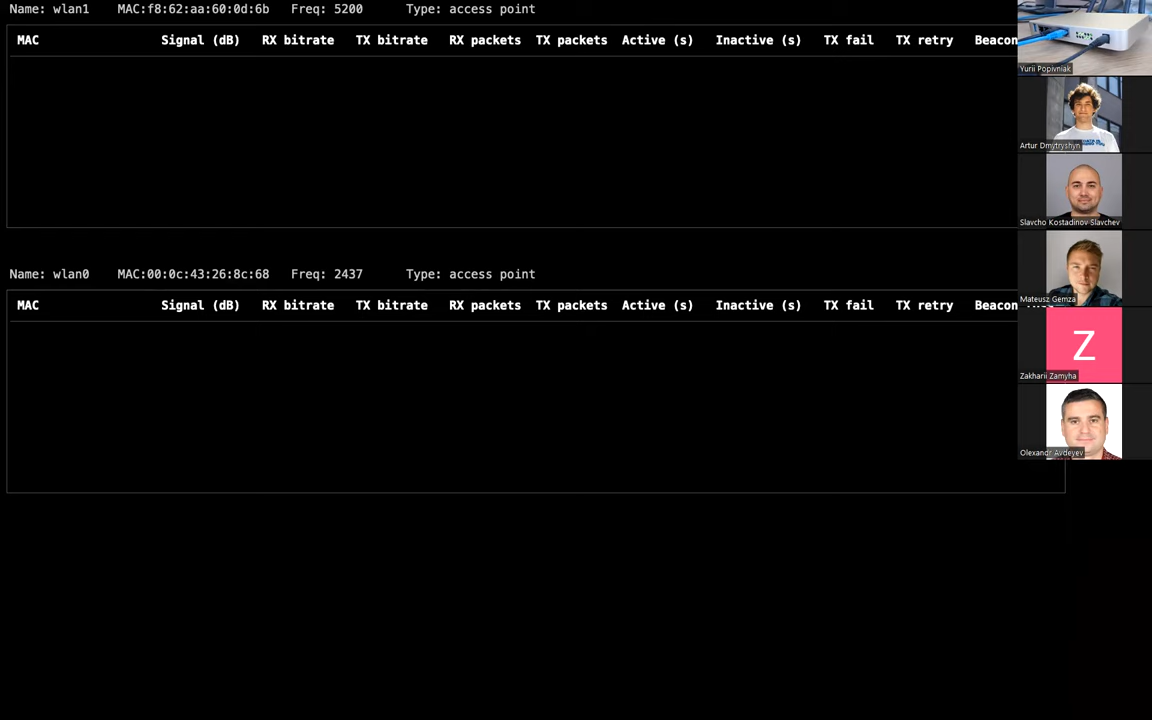 Name: wlan1 MAC:f8:62:aa:60:0d:6b Freq: 5200 Type: access point
MAC Signal (dB) RX bitrate TX bitrate RX packets TX packets Active (s) Inactive (s) TX fail TX retry Beacon
Name: wlan0 MAC:00:0c:43:26:8c:68 Freq: 2437 Type: access point
MAC Signal (dB) RX bitrate TX bitrate RX packets TX packets Active (s) Inactive (s) TX fail TX retry Beacon
Yurii Popivniak
Artur Dmytryshyn
Slavcho Kostadinov Slavchev
Mateusz Gemza
Z
Zakharii Zamyha
Olexandr Avdeyev